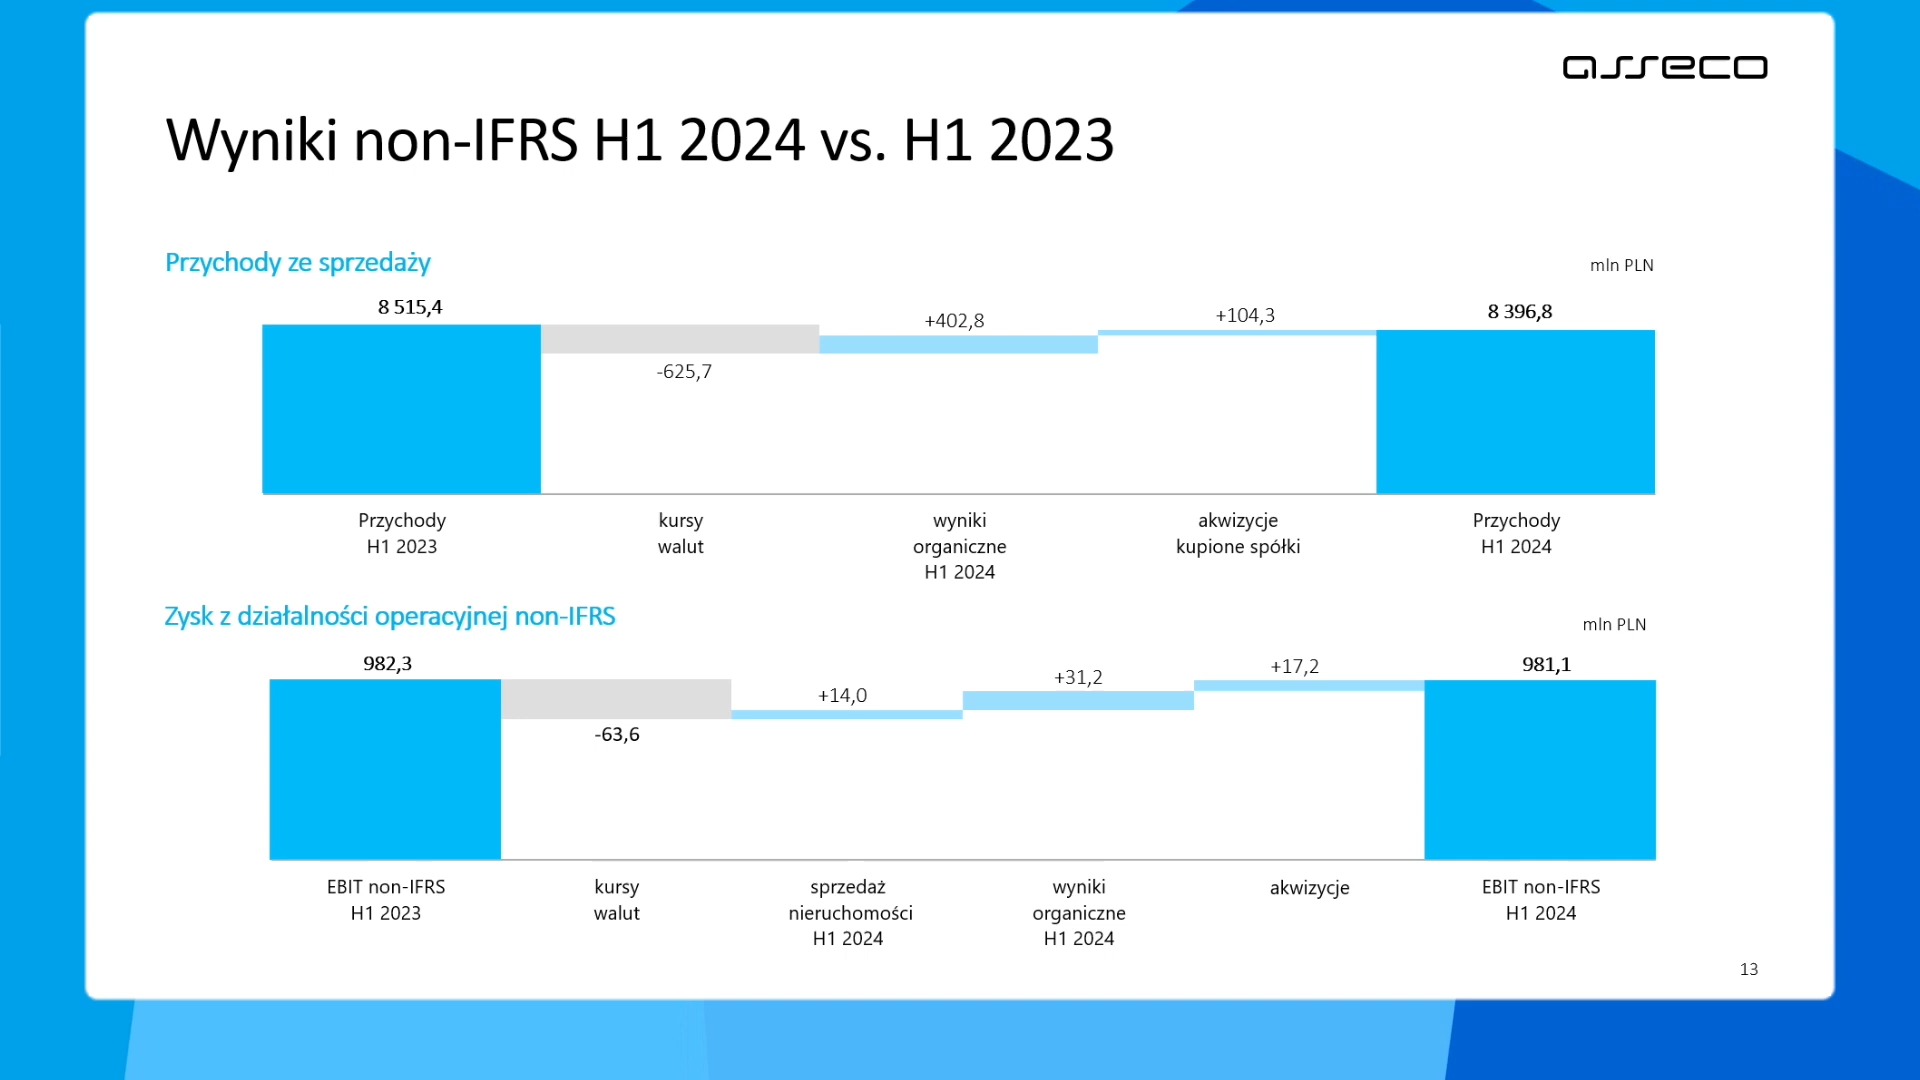 asseco
Wyniki non-IFRS H1 2024 vs. H1 2023
Przychody ze sprzedaży
mln PLN
8 515,4
-625,7
+402,8
+104,3
8 396,8
Przychody
H1 2023
kursy
walut
wyniki
organiczne
H1 2024
akwizycje
kupione spółki
Przychody
H1 2024
Zysk z działalności operacyjnej non-IFRS
mln PLN
982,3
-63,6
+14,0
+31,2
+17,2
981,1
EBIT non-IFRS
H1 2023
kursy
walut
sprzedaż
nieruchomości
H1 2024
wyniki
organiczne
H1 2024
akwizycje
EBIT non-IFRS
H1 2024
13